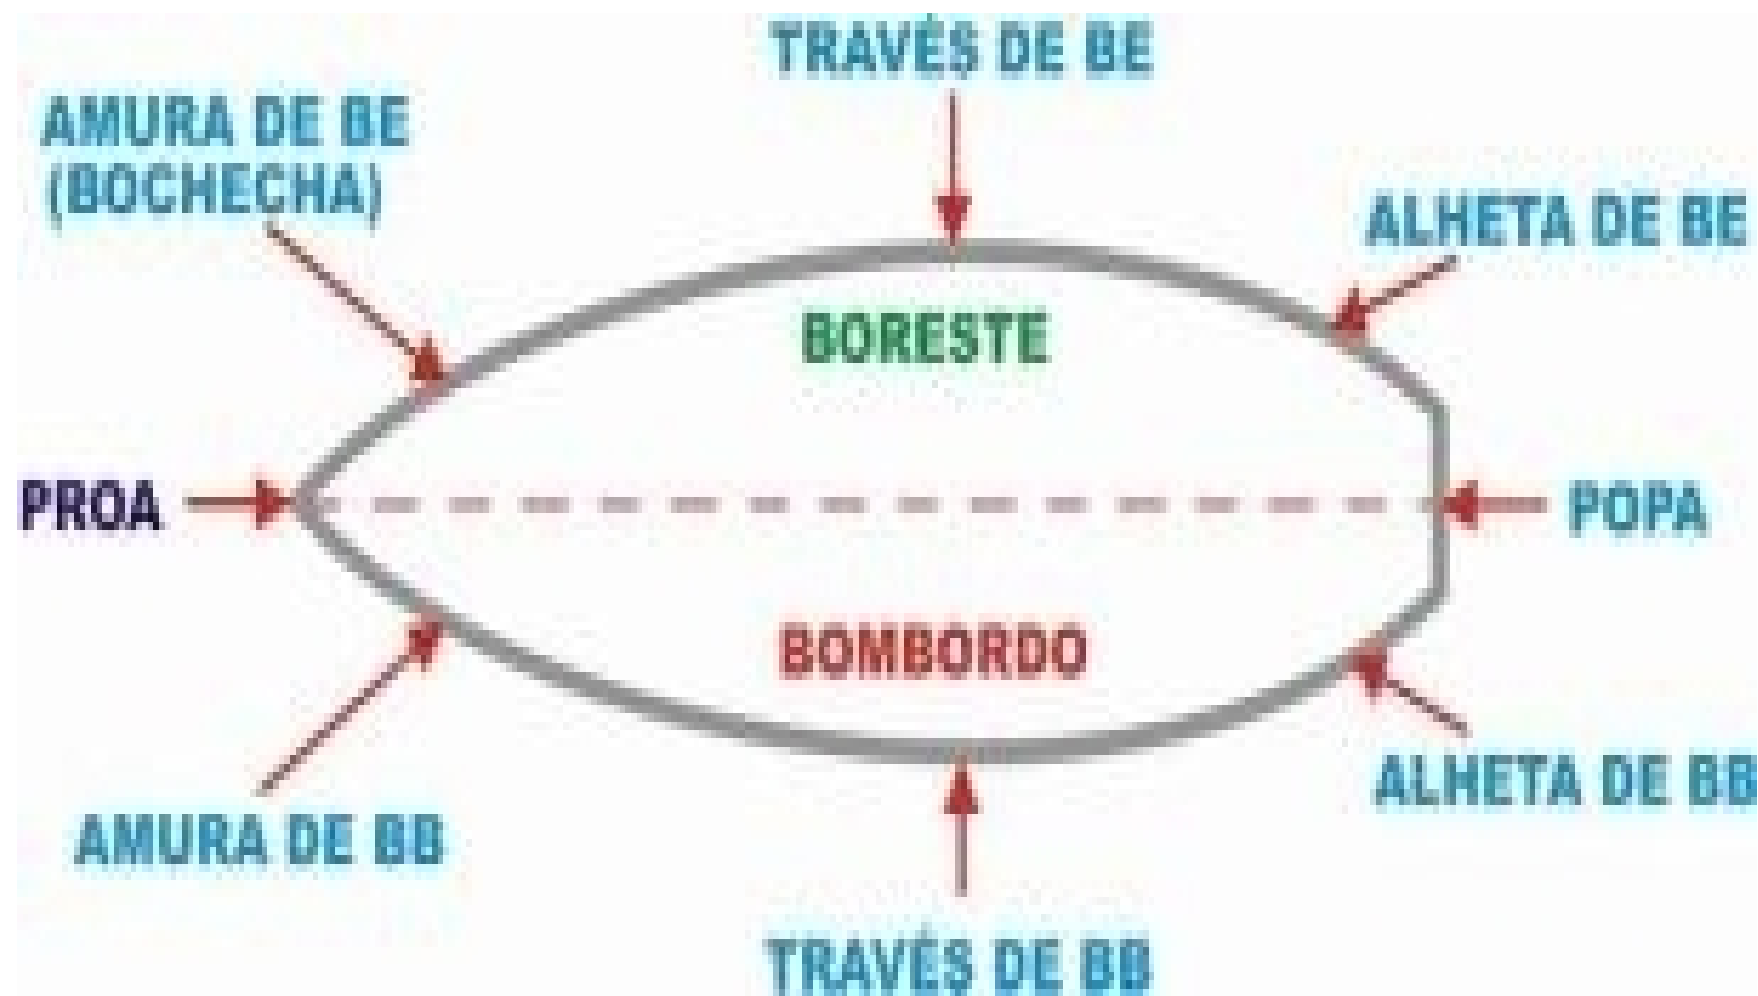 TRAVÉS DE BE
AMURA DE BE
(BOCHECHA)
ALHETA DE BE
BORESTE
PROA
POPA
BOMBORDO
ALHETA DE BB
AMURA DE BB
TRAVÉS DE BB